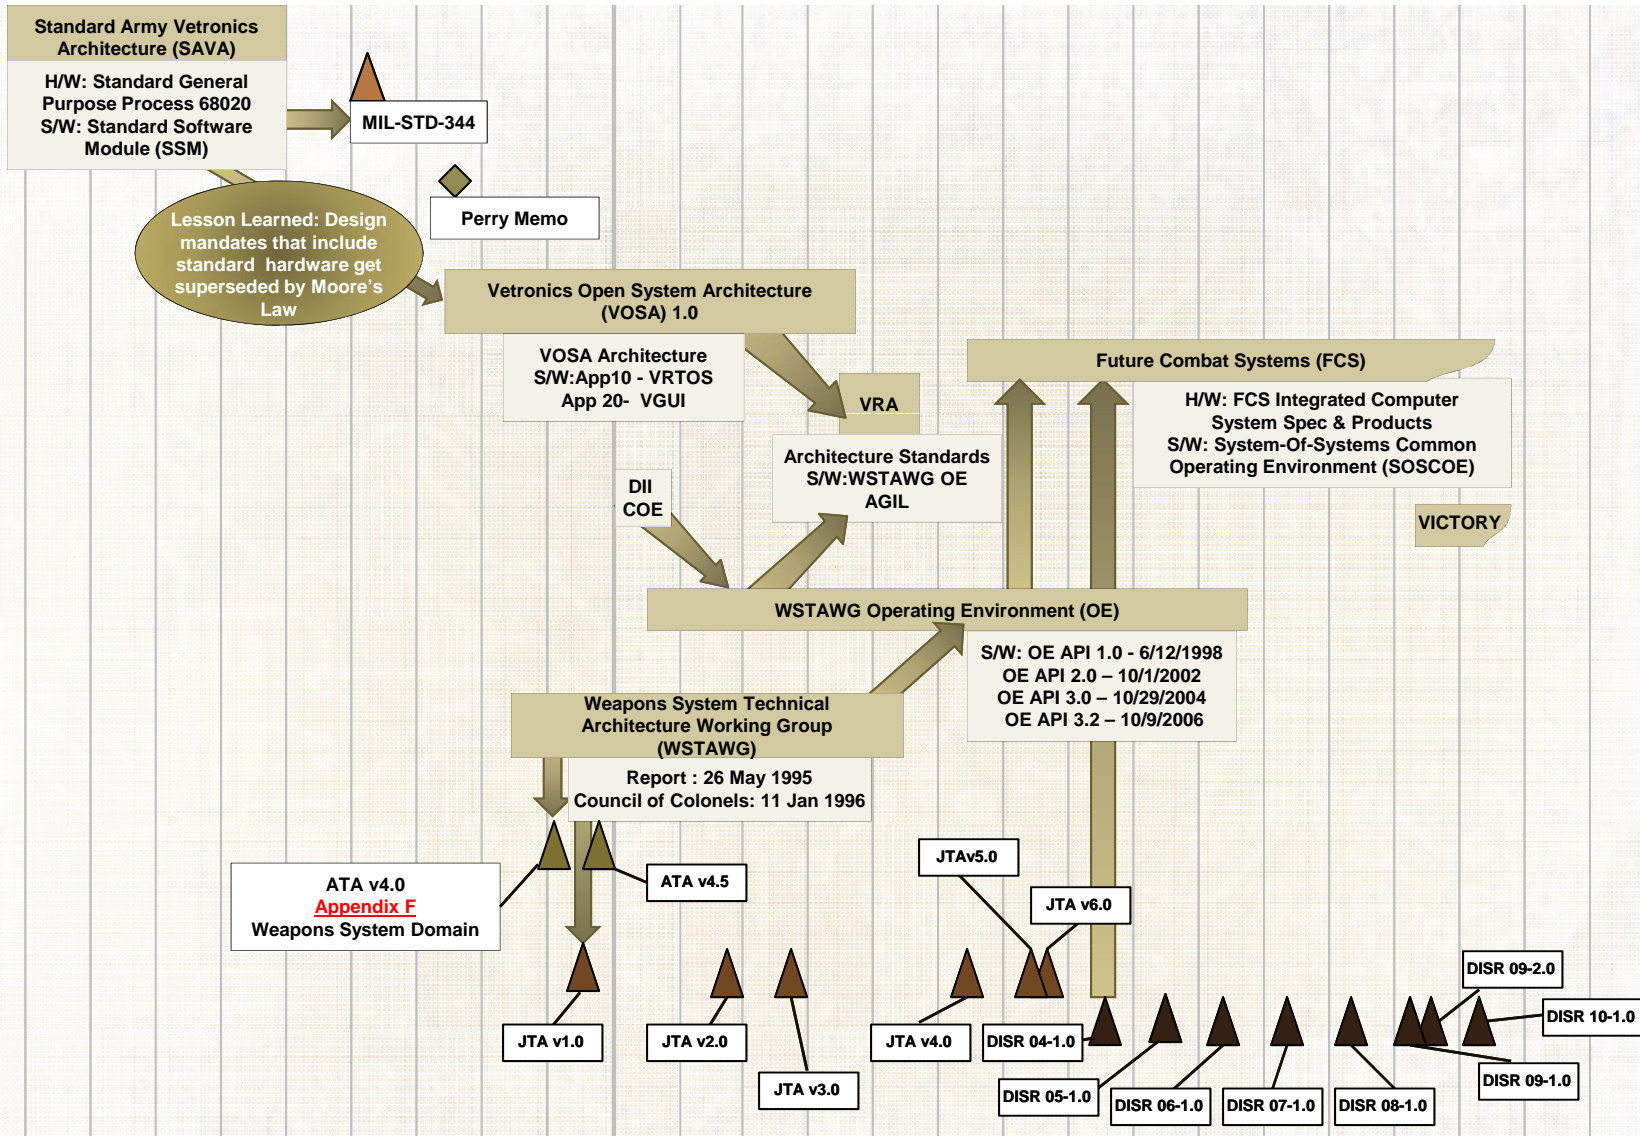 Standard Army Vetronics
Architecture (SAVA)
H/W: Standard General
Purpose Process 68020
S/W: Standard Software
Module (SSM)
MIL-STD-344
Perry Memo
Lesson Learned: Design
mandates that include
standard hardware get
superseded by Moore's
Law
Vetronics Open System Architecture
(VOSA) 1.0
VOSA Architecture
S/W:App10 - VRTOS
App 20- VGUI
VRA
Architecture Standards
S/W:WSTAWG OE
AGIL
Future Combat Systems (FCS)
H/W: FCS Integrated Computer
System Spec & Products
S/W: System-Of-Systems Common
Operating Environment (SOSCOE)
VICTORY
DII
COE
WSTAWG Operating Environment (OE)
S/W: OE API 1.0 - 6/12/1998
OE API 2.0 – 10/1/2002
OE API 3.0 – 10/29/2004
OE API 3.2 – 10/9/2006
Weapons System Technical
Architecture Working Group
(WSTAWG)
Report : 26 May 1995
Council of Colonels: 11 Jan 1996
ATA v4.0
Appendix F
Weapons System Domain
ATA v4.5
JTAv5.0
JTA v6.0
JTA v1.0
JTA v2.0
JTA v3.0
JTA v4.0
DISR 04-1.0
DISR 05-1.0
DISR 06-1.0
DISR 07-1.0
DISR 08-1.0
DISR 09-1.0
DISR 09-2.0
DISR 10-1.0